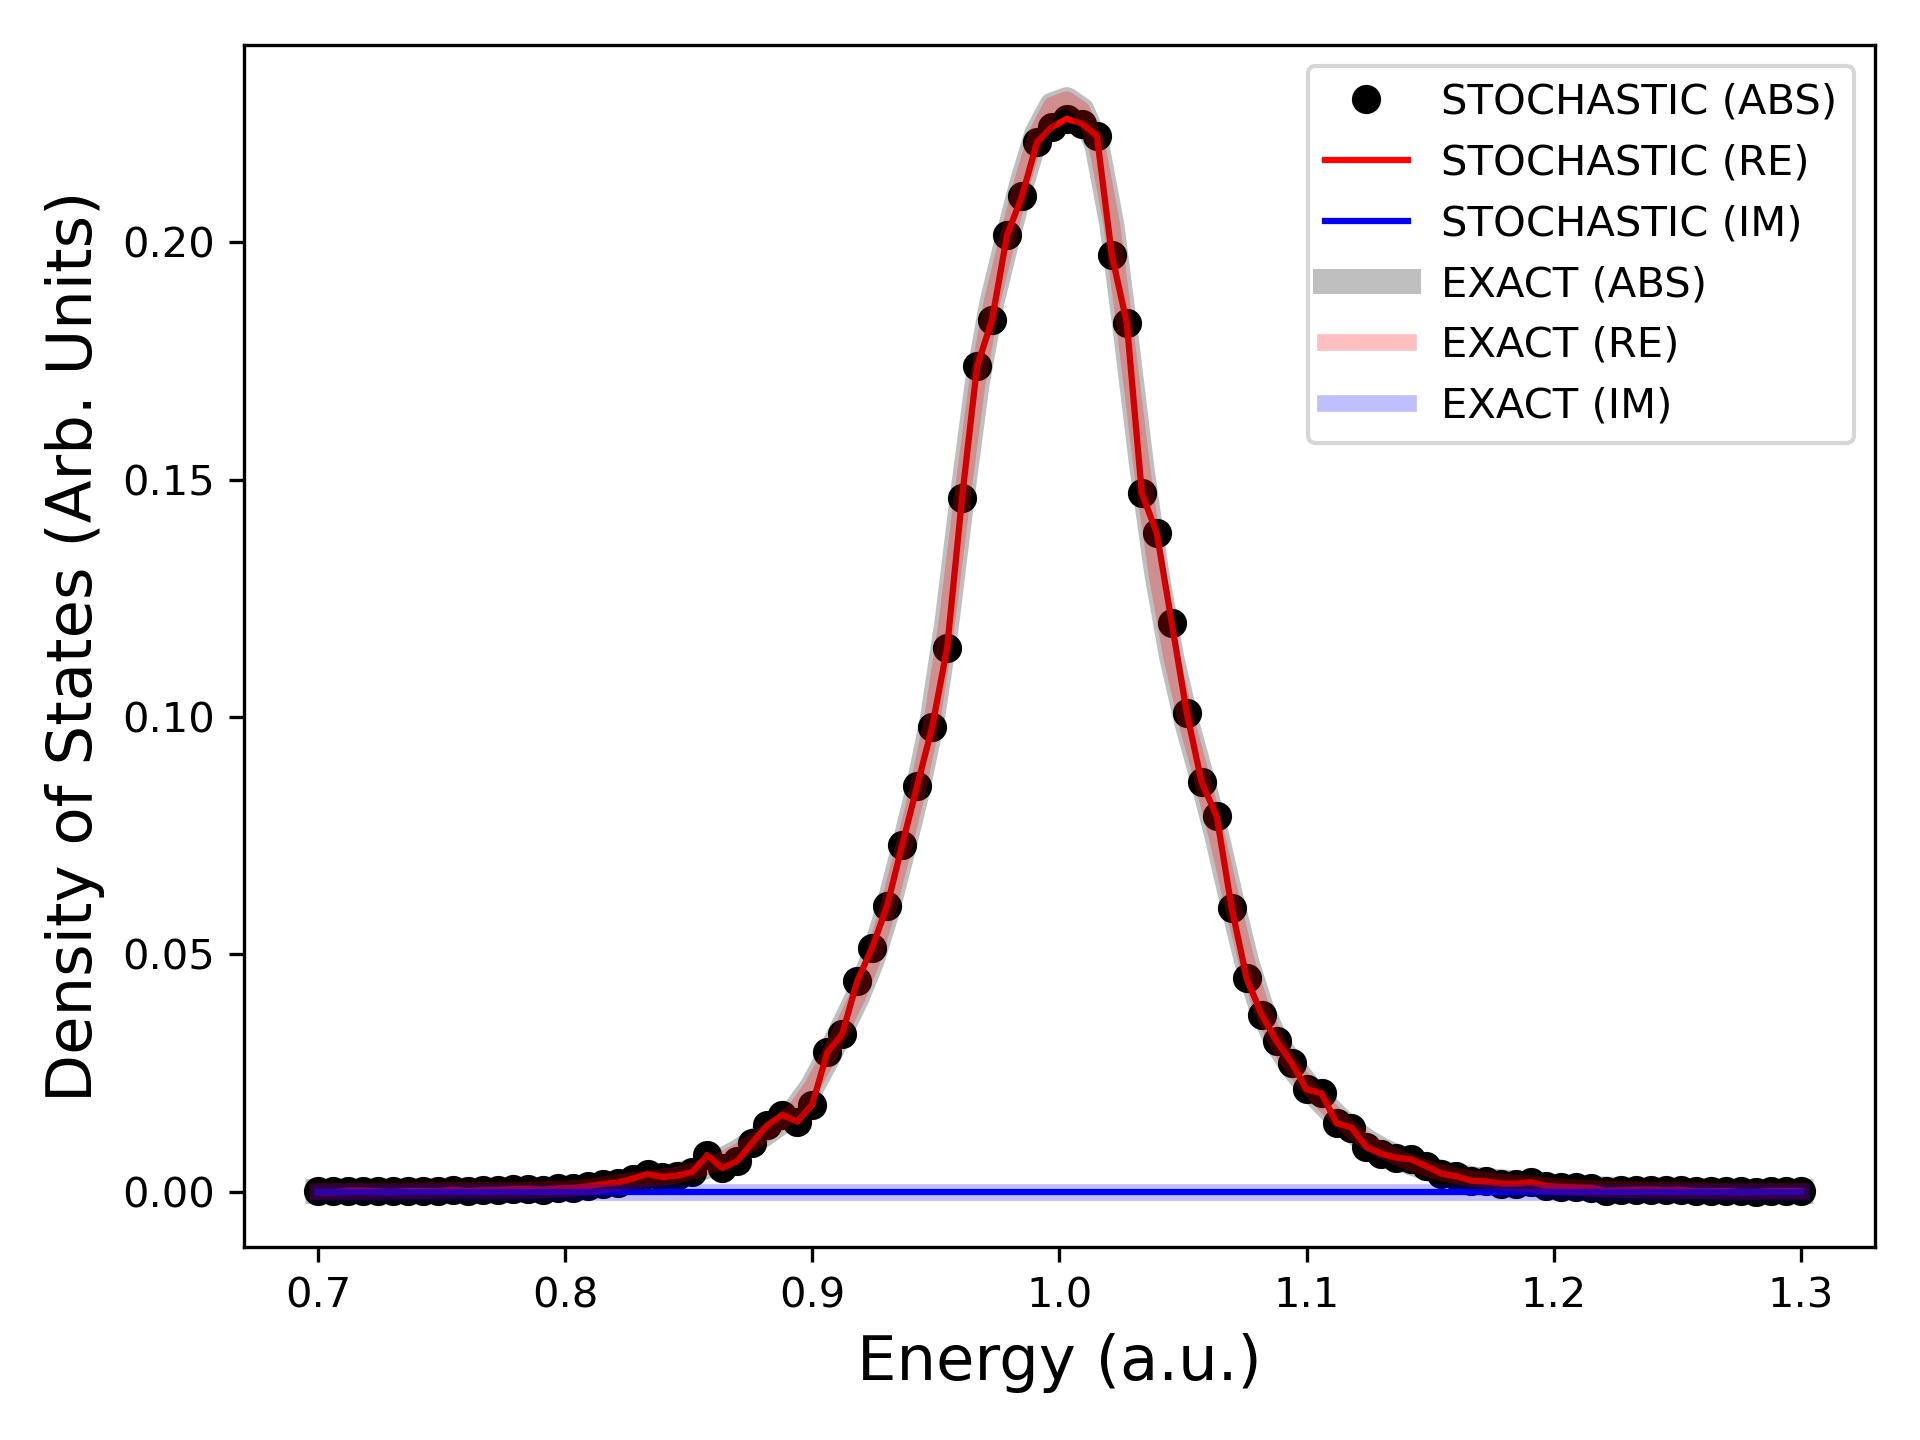 STOCHASTIC (ABS)
STOCHASTIC (RE)
STOCHASTIC (IM)
EXACT (ABS)
EXACT (RE)
EXACT (IM)
Density of States (Arb. Units)
0.20
0.15
0.10
0.05
0.00
0.7 0.8 0.9 1.0 1.1 1.2 1.3
Energy (a.u.)